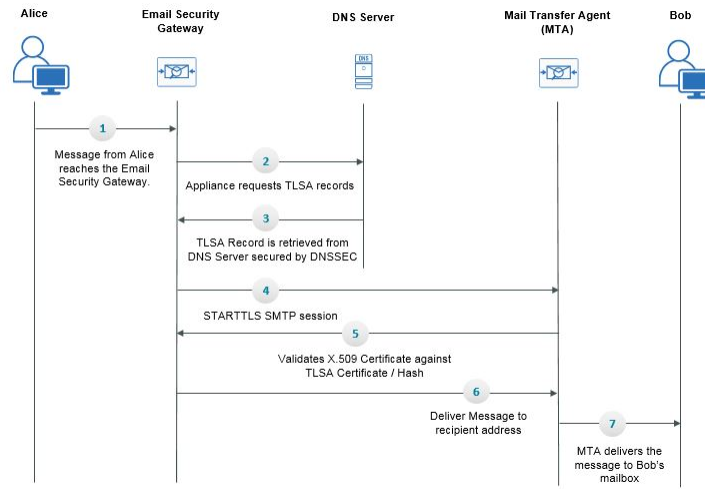 Alice
Email Security
Gateway
DNS Server
Mail Transfer Agent
(MTA)
Bob
DNS
1
Message from Alice
reaches the Email
Security Gateway.
2
Appliance requests TLSA records
3
TLSA Record is retrieved from
DNS Server secured by DNSSEC
4
STARTTLS SMTP session
5
Validates X.509 Certificate against
TLSA Certificate / Hash
6
Deliver Message to
recipient address
7
MTA delivers the
message to Bob's
mailbox